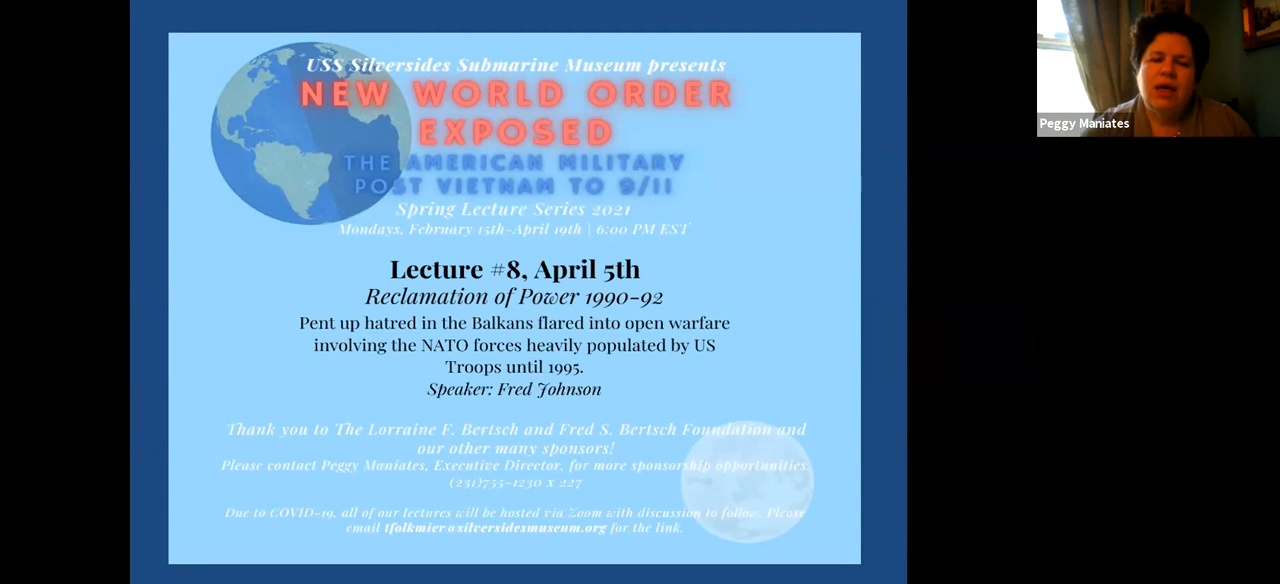 USS Silversides Submarine Museum presents
NEW WORLD ORDER
EXPOSED
THE AMERICAN MILITARY
POST VIETNAM TO 9/11
Spring Lecture Series 2021
Mondays, February 15th-April 19th | 6:00 PM EST
Lecture #8, April 5th
Reclamation of Power 1990-92
Pent up hatred in the Balkans flared into open warfare
involving the NATO forces heavily populated by US
Troops until 1995.
Speaker: Fred Johnson
Thank you to The Lorraine F. Bertsch and Fred S. Bertsch Foundation and
our other many sponsors!
Please contact Peggy Maniates, Executive Director, for more sponsorship opportunities.
(231)755-1230 x 227
Due to COVID-19, all of our lectures will be hosted via Zoom with discussion to follow. Please
email tfolkmier@silversidesmuseum.org for the link.
Peggy Maniates